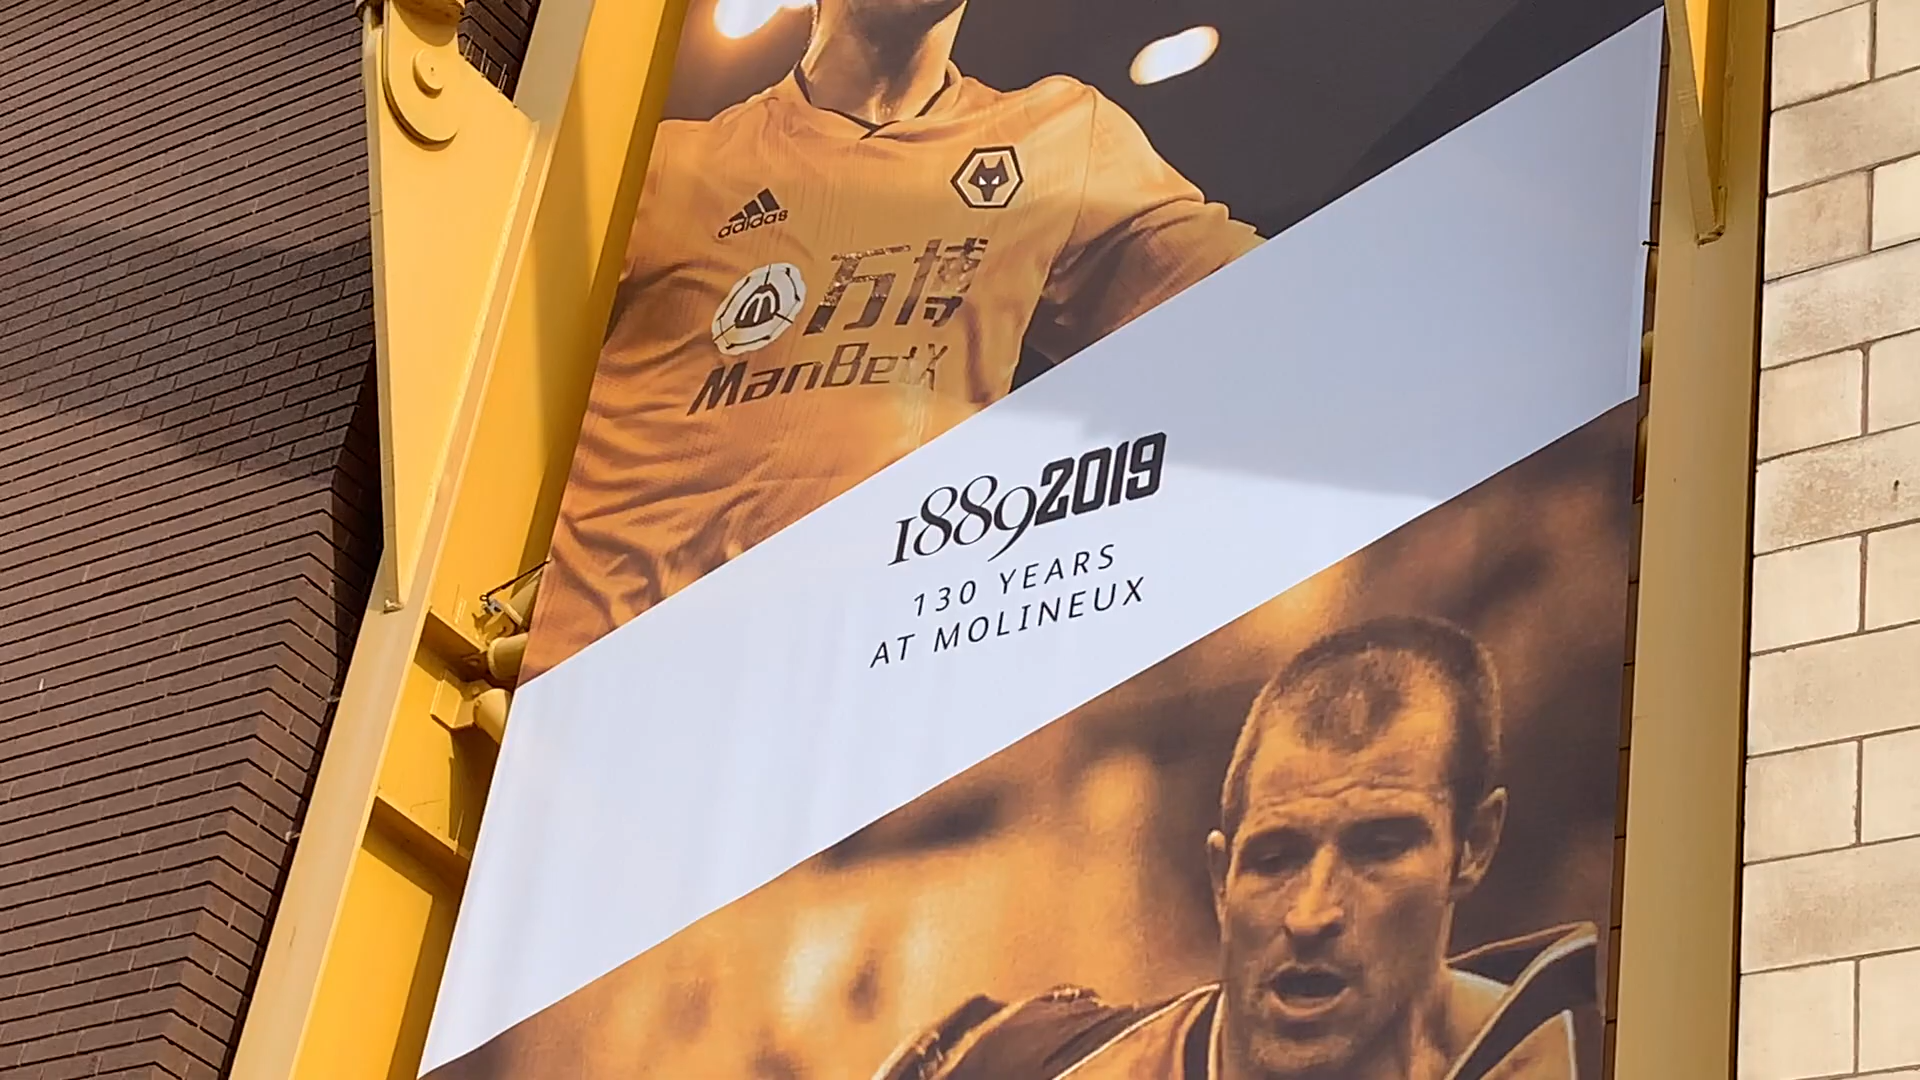 adidas
万博
ManBetX
18892019
130 YEARS
AT MOLINEUX